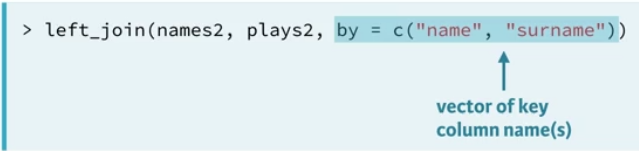 > left_join(names2, plays2, by = c("name", "surname"))
vector of key
column name(s)